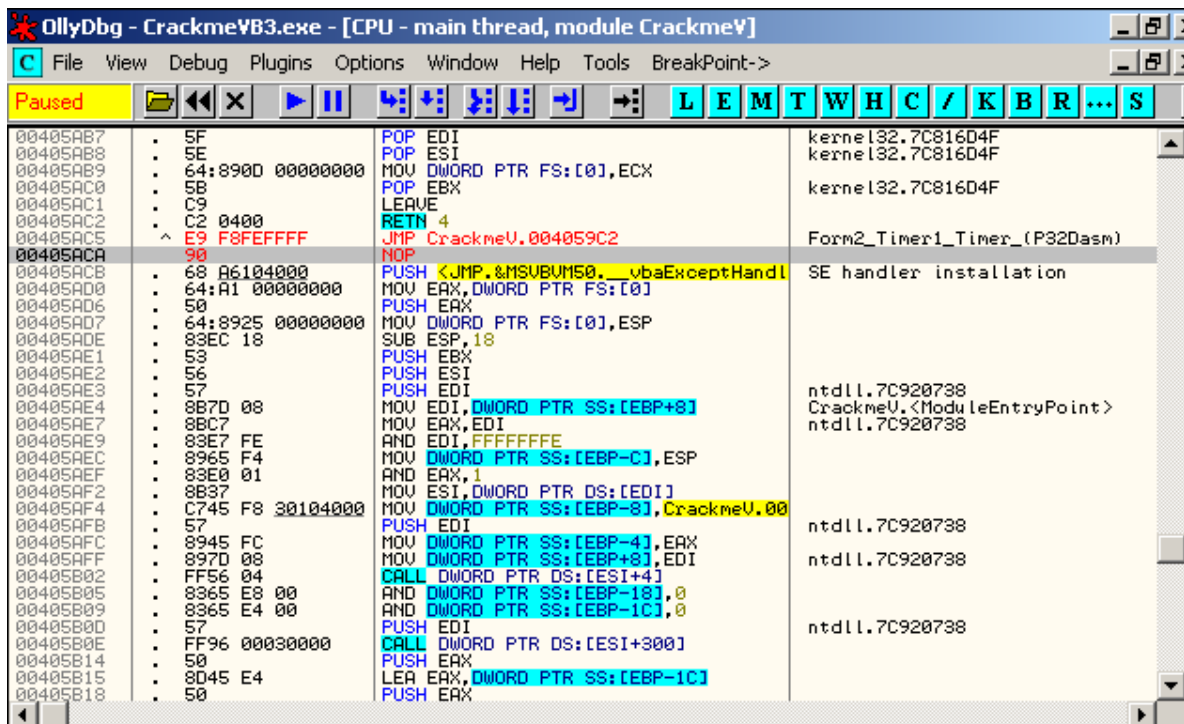 OllyDbg - CrackmeVB3.exe - [CPU - main thread, module CrackmeV]
C File View Debug Plugins Options Window Help Tools BreakPoint->
Paused L E M T W H C / K B R ... S
00405AB7 . 5F POP EDI kernel32.7C816D4F
00405AB8 . 5E POP ESI kernel32.7C816D4F
00405AB9 . 64:890D 00000000 MOV DWORD PTR FS:[0],ECX
00405AC0 . 5B POP EBX kernel32.7C816D4F
00405AC1 . C9 LEAVE
00405AC2 . C2 0400 RETN 4
00405AC5 .^ E9 F8FEFFFF JMP CrackmeV.004059C2 Form2_Timer1_Timer_(P32Dasm)
00405ACA 90 NOP
00405ACB . 68 A6104000 PUSH <JMP.&MSVBVM50.__vbaExceptHandl SE handler installation
00405AD0 . 64:A1 00000000 MOV EAX,DWORD PTR FS:[0]
00405AD6 . 50 PUSH EAX
00405AD7 . 64:8925 00000000 MOV DWORD PTR FS:[0],ESP
00405ADE . 83EC 18 SUB ESP,18
00405AE1 . 53 PUSH EBX
00405AE2 . 56 PUSH ESI
00405AE3 . 57 PUSH EDI ntdll.7C920738
00405AE4 . 8B7D 08 MOV EDI,DWORD PTR SS:[EBP+8] CrackmeV.<ModuleEntryPoint>
00405AE7 . 8BC7 MOV EAX,EDI ntdll.7C920738
00405AE9 . 83E7 FE AND EDI,FFFFFFFE
00405AEC . 8965 F4 MOV DWORD PTR SS:[EBP-C],ESP
00405AEF . 83E0 01 AND EAX,1
00405AF2 . 8B37 MOV ESI,DWORD PTR DS:[EDI]
00405AF4 . C745 F8 30104000 MOV DWORD PTR SS:[EBP-8],CrackmeV.00
00405AFB . 57 PUSH EDI ntdll.7C920738
00405AFC . 8945 FC MOV DWORD PTR SS:[EBP-4],EAX
00405AFF . 897D 08 MOV DWORD PTR SS:[EBP+8],EDI ntdll.7C920738
00405B02 . FF56 04 CALL DWORD PTR DS:[ESI+4]
00405B05 . 8365 E8 00 AND DWORD PTR SS:[EBP-18],0
00405B09 . 8365 E4 00 AND DWORD PTR SS:[EBP-1C],0
00405B0D . 57 PUSH EDI ntdll.7C920738
00405B0E . FF96 00030000 CALL DWORD PTR DS:[ESI+300]
00405B14 . 50 PUSH EAX
00405B15 . 8D45 E4 LEA EAX,DWORD PTR SS:[EBP-1C]
00405B18 . 50 PUSH EAX